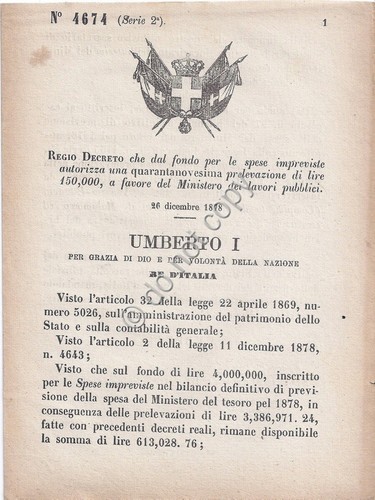 N° 4674 (Serie 2ª).
1
REGIO DECRETO che dal fondo per le spese impreviste
autorizza una quarantanovesima prelevazione di lire
150,000, a favore del Ministero dei lavori pubblici.
26 dicembre 1878
UMBERTO I
PER GRAZIA DI DIO E PER VOLONTÀ DELLA NAZIONE
RE D'ITALIA
Visto l'articolo 32 della legge 22 aprile 1869, nu-
mero 5026, sull'amministrazione del patrimonio dello
Stato e sulla contabilità generale;
Visto l'articolo 2 della legge 11 dicembre 1878,
n. 4643;
Visto che sul fondo di lire 4,000,000, inscritto
per le Spese impreviste nel bilancio definitivo di previ-
sione della spesa del Ministero del tesoro pel 1878, in
conseguenza delle prelevazioni di lire 3,386,971. 24,
fatte con precedenti decreti reali, rimane disponibile
la somma di lire 613,028. 76;
do not copy